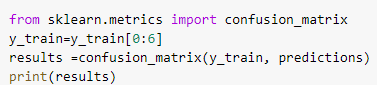 from sklearn.metrics import confusion_matrix
y_train=y_train[0:6]
results =confusion_matrix(y_train, predictions)
print(results)